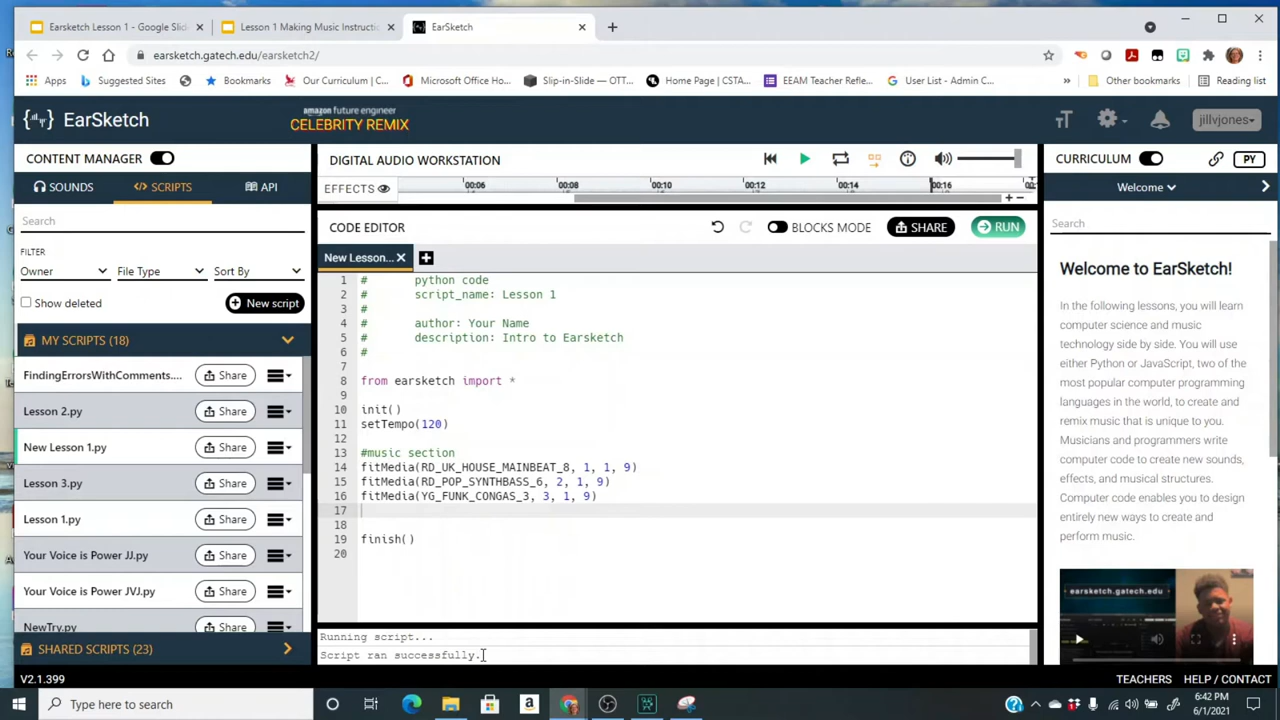 Earsketch Lesson 1 - Google Slid
Lesson 1 Making Music Instructi
EarSketch
earsketch.gatech.edu/earsketch2/
Apps
Suggested Sites
Bookmarks
Our Curriculum | C...
Microsoft Office Ho...
Slip-in-Slide — OTT...
Home Page | CSTA...
EEAM Teacher Refle...
User List - Admin C...
Other bookmarks
Reading list
EarSketch
amazon future engineer
CELEBRITY REMIX
jillvjones
CONTENT MANAGER
SOUNDS
SCRIPTS
API
Search
FILTER
Owner
File Type
Sort By
Show deleted
New script
MY SCRIPTS (18)
FindingErrorsWithComments....
Share
Lesson 2.py
Share
New Lesson 1.py
Share
Lesson 3.py
Share
Lesson 1.py
Share
Your Voice is Power JJ.py
Share
Your Voice is Power JVJ.py
Share
NewTry.py
Share
SHARED SCRIPTS (23)
V2.1.399
DIGITAL AUDIO WORKSTATION
EFFECTS
00:06
00:08
00:10
00:12
00:14
00:16
CODE EDITOR
BLOCKS MODE
SHARE
RUN
New Lesson...
1 # python code
2 # script_name: Lesson 1
3 #
4 # author: Your Name
5 # description: Intro to Earsketch
6 #
7
8 from earsketch import *
9
10 init()
11 setTempo(120)
12
13 #music section
14 fitMedia(RD_UK_HOUSE_MAINBEAT_8, 1, 1, 9)
15 fitMedia(RD_POP_SYNTHBASS_6, 2, 1, 9)
16 fitMedia(YG_FUNK_CONGAS_3, 3, 1, 9)
17
18
19 finish()
20
Running script...
Script ran successfully.
CURRICULUM
PY
Welcome
Search
Welcome to EarSketch!
In the following lessons, you will learn
computer science and music
technology side by side. You will use
either Python or JavaScript, two of the
most popular computer programming
languages in the world, to create and
remix music that is unique to you.
Musicians and programmers write
computer code to create new sounds,
effects, and musical structures.
Computer code enables you to design
entirely new ways to create and
perform music.
earsketch.gatech.edu
TEACHERS
HELP / CONTACT
Type here to search
6:42 PM
6/1/2021